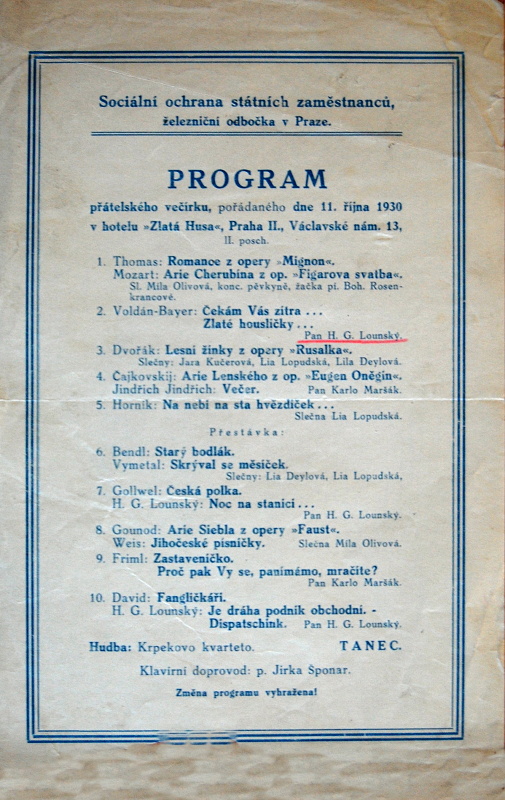 Sociální ochrana státních zaměstnanců,
železniční odbočka v Praze.
PROGRAM
přátelského večírku, pořádaného dne 11. října 1930
v hotelu »Zlatá Husa«, Praha II., Václavské nám. 13,
II. posch.
1. Thomas: Romance z opery »Mignon«.
Mozart: Arie Cherubina z op. »Figarova svatba«.
Sl. Míla Olivová, konc. pěvkyně, žačka pí. Boh. Rosen-
krancové.
2. Voldán-Bayer: Čekám Vás zítra ...
Zlaté housličky ...
Pan H. G. Lounský.
3. Dvořák: Lesní žinky z opery »Rusalka«.
Slečny: Jara Kučerová, Lia Lopudská, Lila Deylová.
4. Čajkovskij: Arie Lenského z op. "Eugen Oněgin«.
Jindřich Jindřich: Večer. Pan Karlo Maršák.
5. Horník: Na nebi na sta hvězdiček ...
Slečna Lia Lopudská.
Přestávka:
6. Bendl: Starý bodlák.
Vymetal: Skrýval se měsíček.
Slečny: Lia Deylová, Lia Lopudská,
7. Gollwel: Česká polka.
H. G. Lounský: Noc na stanici ...
Pan H. G. Lounský.
8. Gounod: Arie Siebla z opery »Faust«.
Weis: Jihočeské písničky. Slečna Míla Olivová.
9. Friml: Zastaveničko.
Proč pak Vy se, panímámo, mračíte?
Pan Karlo Maršák.
10. David: Fangličkáři.
H. G. Lounský: Je dráha podnik obchodní. -
Dispatschink. Pan H. G. Lounský.
Hudba: Krpekovo kvarteto. TANEC.
Klavírní doprovod: p. Jirka Šponar.
Změna programu vyhražena!